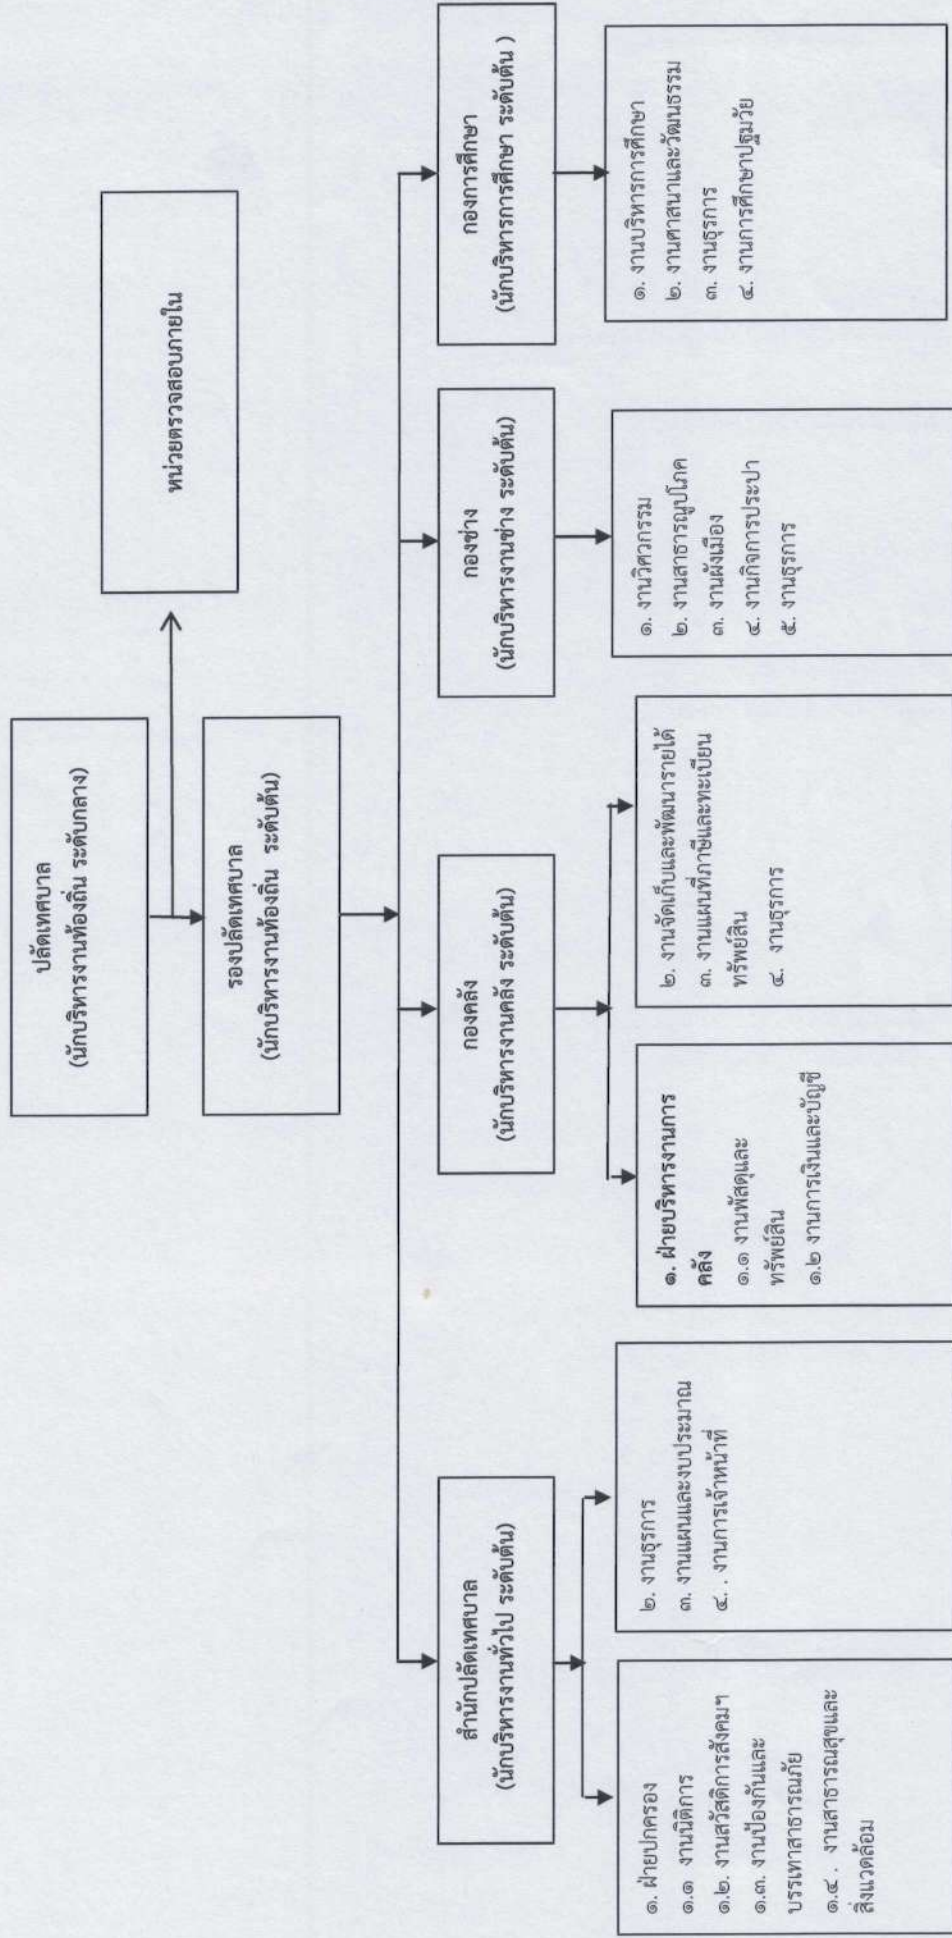 ปลัดเทศบาล
(นักบริหารงานท้องถิ่น ระดับกลาง)
หน่วยตรวจสอบภายใน
รองปลัดเทศบาล
(นักบริหารงานท้องถิ่น ระดับต้น)
สำนักปลัดเทศบาล
(นักบริหารงานทั่วไป ระดับต้น)
กองคลัง
(นักบริหารงานคลัง ระดับต้น)
กองช่าง
(นักบริหารงานช่าง ระดับต้น)
กองการศึกษา
(นักบริหารการศึกษา ระดับต้น )
๑. ฝ่ายปกครอง
๑.๑ งานนิติการ
๑.๒. งานสวัสดิการสังคมฯ
๑.๓. งานป้องกันและ
บรรเทาสาธารณภัย
๑.๔ . งานสาธารณสุขและ
สิ่งแวดล้อม
๒. งานธุรการ
๓. งานแผนและงบประมาณ
๔. . งานการเจ้าหน้าที่
๑. ฝ่ายบริหารงานการ
คลัง
๑.๑ งานพัสดุและ
ทรัพย์สิน
๑.๒ งานการเงินและบัญชี
๒. งานจัดเก็บและพัฒนารายได้
๓. งานแผนที่ภาษีและทะเบียน
ทรัพย์สิน
๔. งานธุรการ
๑. งานวิศวกรรม
๒. งานสาธารณูปโภค
๓. งานผังเมือง
๔. งานกิจการประปา
๕. งานธุรการ
๑. งานบริหารการศึกษา
๒. งานศาสนาและวัฒนธรรม
๓. งานธุรการ
๔. งานการศึกษาปฐมวัย